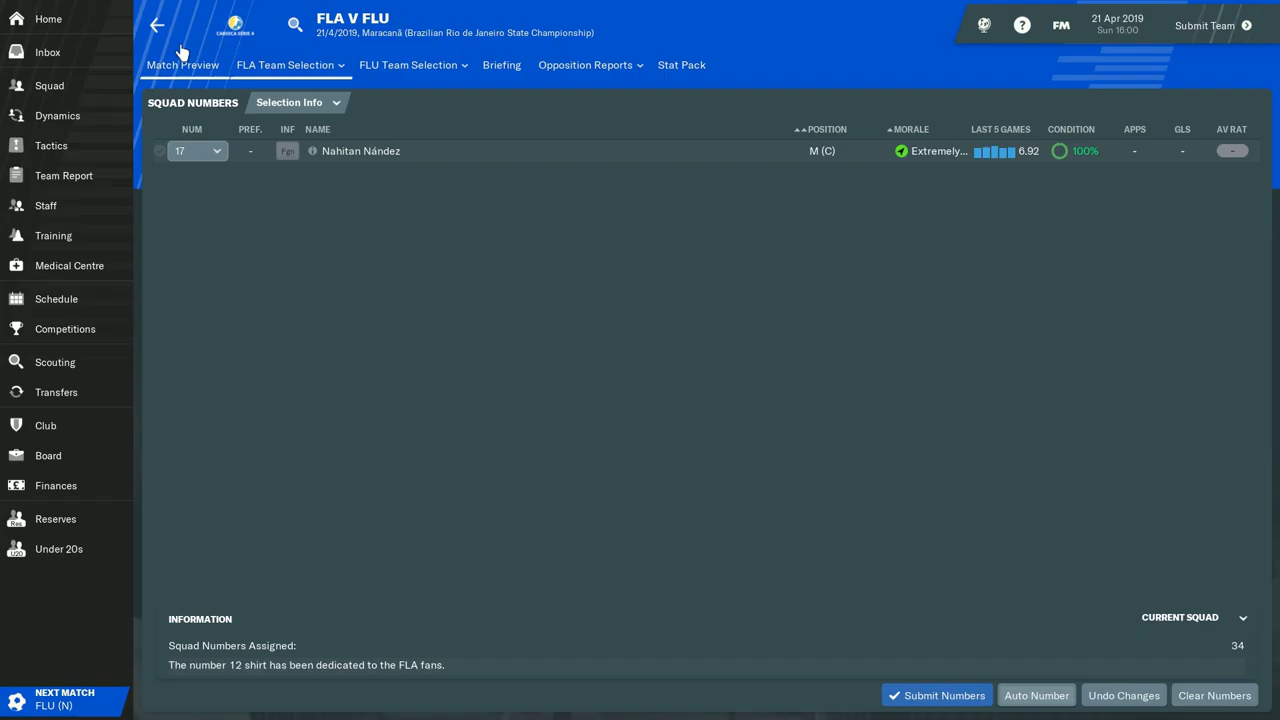 Home
Inbox
Squad
Dynamics
Tactics
Team Report
Staff
Training
Medical Centre
Schedule
Competitions
Scouting
Transfers
Club
Board
Finances
Res
Reserves
U20
Under 20s
NEXT MATCH
FLU (N)
CARIOCA SÉRIE A
FLA V FLU
21/4/2019, Maracanã (Brazilian Rio de Janeiro State Championship)
FM
21 Apr 2019
Sun 16:00
Submit Team
Match Preview FLA Team Selection FLU Team Selection Briefing Opposition Reports Stat Pack
SQUAD NUMBERS Selection Info
NUM PREF. INF NAME POSITION MORALE LAST 5 GAMES CONDITION APPS GLS AV RAT
17 - Fgn Nahitan Nández M (C) Extremely... 6.92 100% - - -
INFORMATION CURRENT SQUAD
Squad Numbers Assigned: 34
The number 12 shirt has been dedicated to the FLA fans.
Submit Numbers Auto Number Undo Changes Clear Numbers